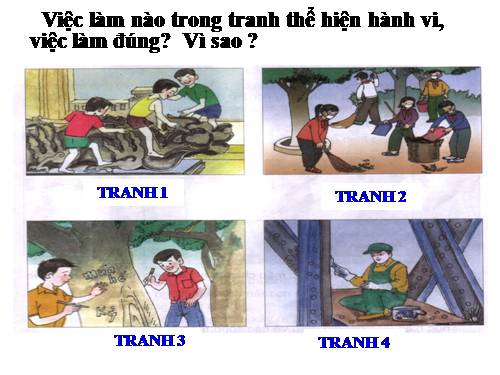 Việc làm nào trong tranh thể hiện hành vi,
việc làm đúng? Vì sao ?
TRANH 1
TRANH 2
TRANH 3
TRANH 4